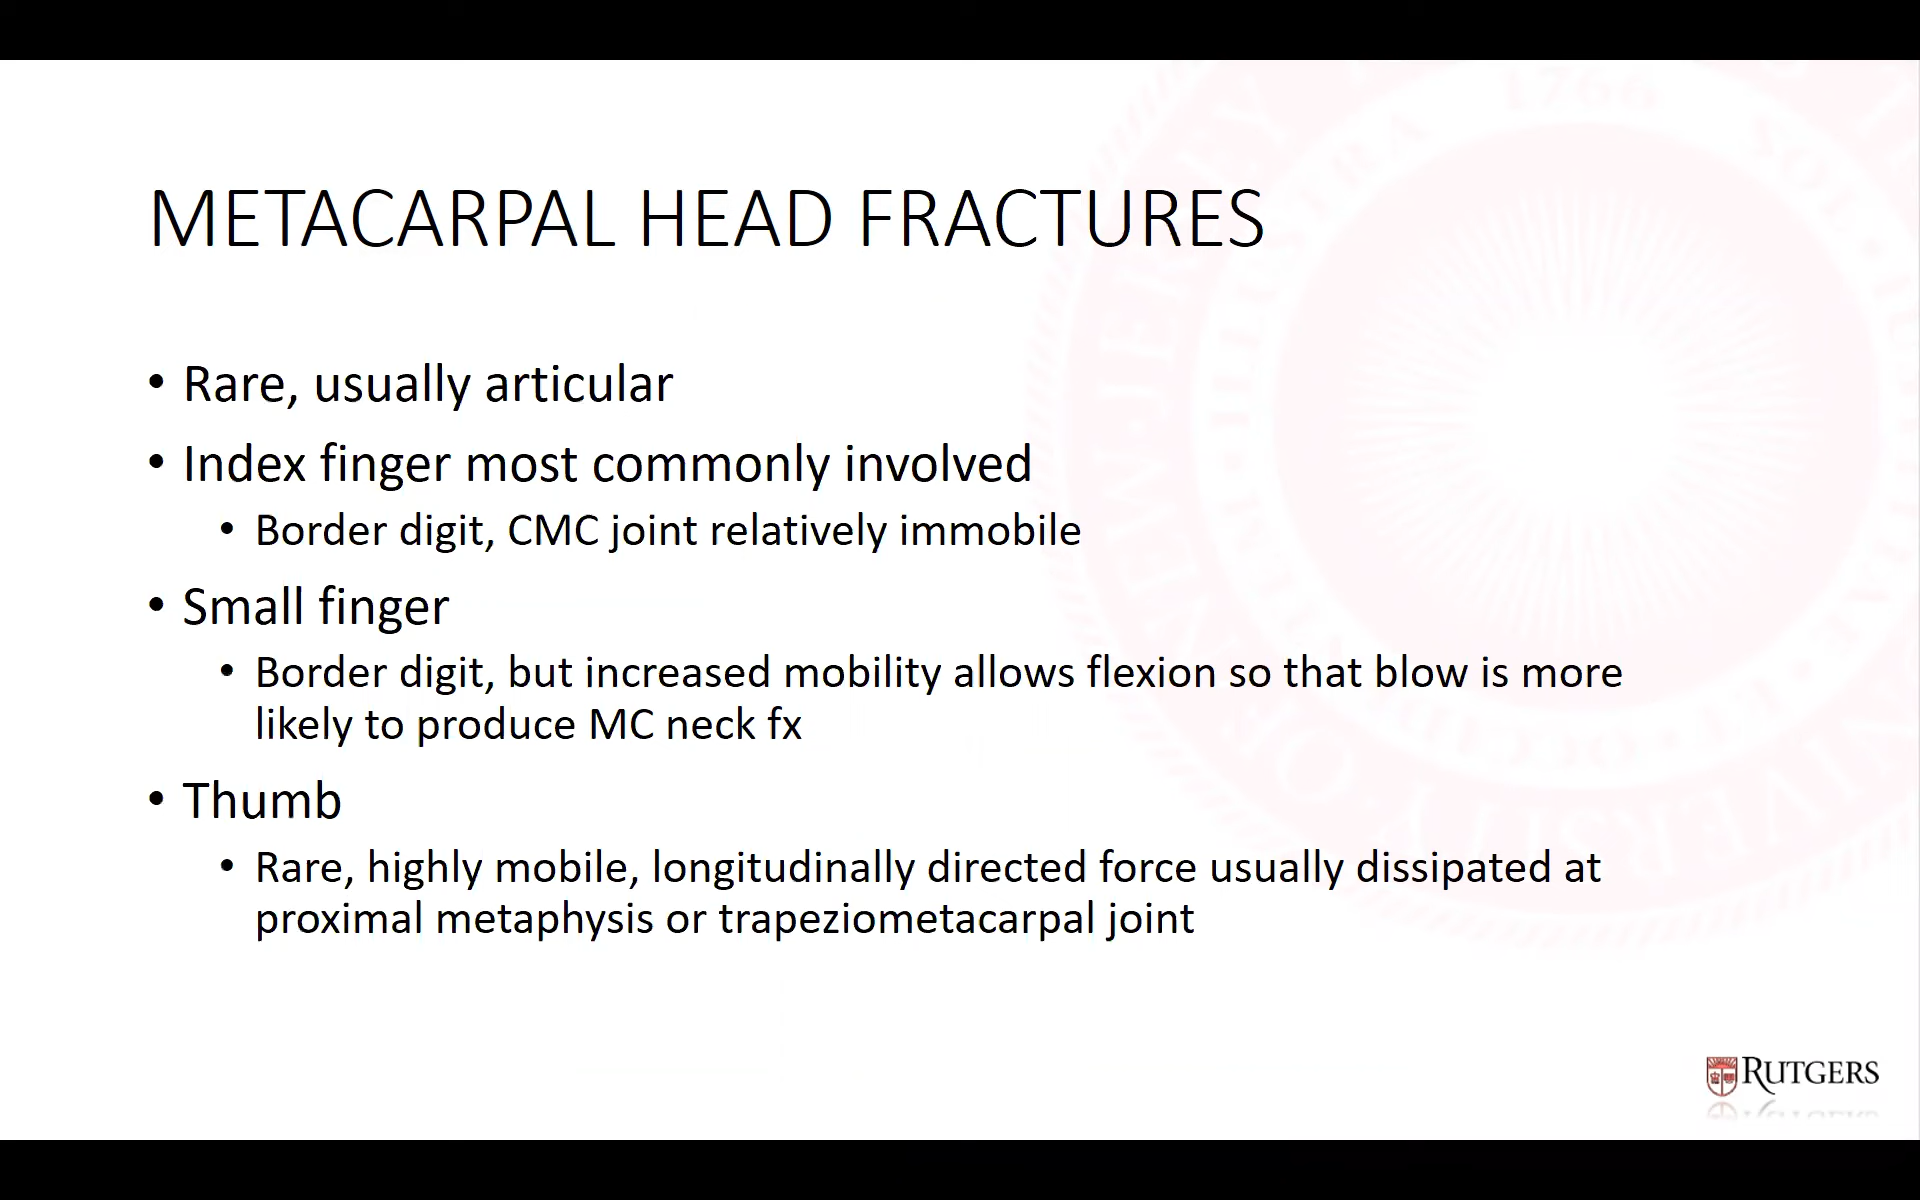 METACARPAL HEAD FRACTURES
• Rare, usually articular
• Index finger most commonly involved
• Border digit, CMC joint relatively immobile
• Small finger
• Border digit, but increased mobility allows flexion so that blow is more
likely to produce MC neck fx
• Thumb
• Rare, highly mobile, longitudinally directed force usually dissipated at
proximal metaphysis or trapeziometacarpal joint
RUTGERS
1766